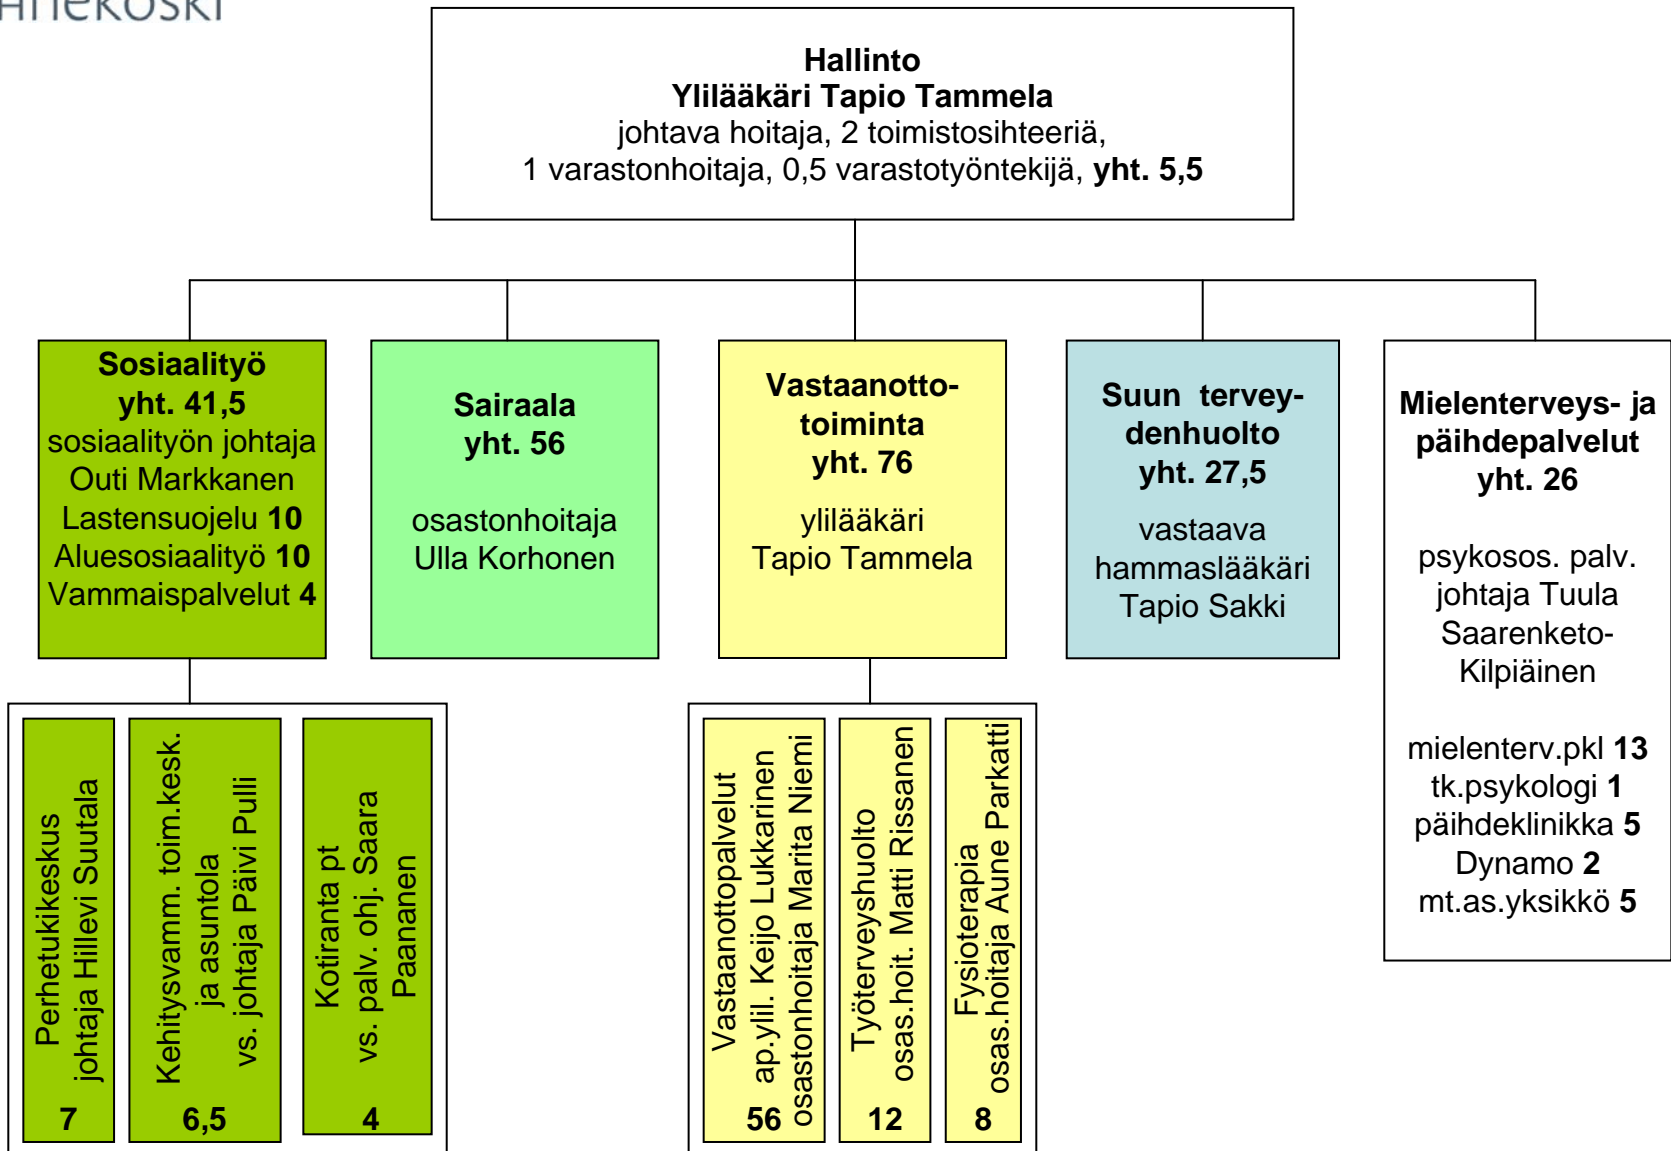 Hallinto
Ylilääkäri Tapio Tammela
johtava hoitaja, 2 toimistosihteeriä,
1 varastonhoitaja, 0,5 varastotyöntekijä, yht. 5,5
Sosiaalityö
yht. 41,5
sosiaalityön johtaja
Outi Markkanen
Lastensuojelu 10
Aluesosiaalityö 10
Vammaispalvelut 4
Sairaala
yht. 56
osastonhoitaja
Ulla Korhonen
Vastaanotto-
toiminta
yht. 76
ylilääkäri
Tapio Tammela
Suun tervey-
denhuolto
yht. 27,5
vastaava
hammaslääkäri
Tapio Sakki
Mielenterveys- ja
päihdepalvelut
yht. 26
psykosos. palv.
johtaja Tuula
Saarenketo-
Kilpiäinen
mielenterv.pkl 13
tk.psykologi 1
päihdeklinikka 5
Dynamo 2
mt.as.yksikkö 5
Perhetukikeskus
johtaja Hillevi Suutala
7
Kehitysvamm. toim.kesk.
ja asuntola
vs. johtaja Päivi Pulli
6,5
Kotiranta pt
vs. palv. ohj. Saara
Paananen
4
Vastaanottopalvelut
ap.ylil. Keijo Lukkarinen
osastonhoitaja Marita Niemi
56
Työterveyshuolto
osas.hoit. Matti Rissanen
12
Fysioterapia
osas.hoitaja Aune Parkatti
8